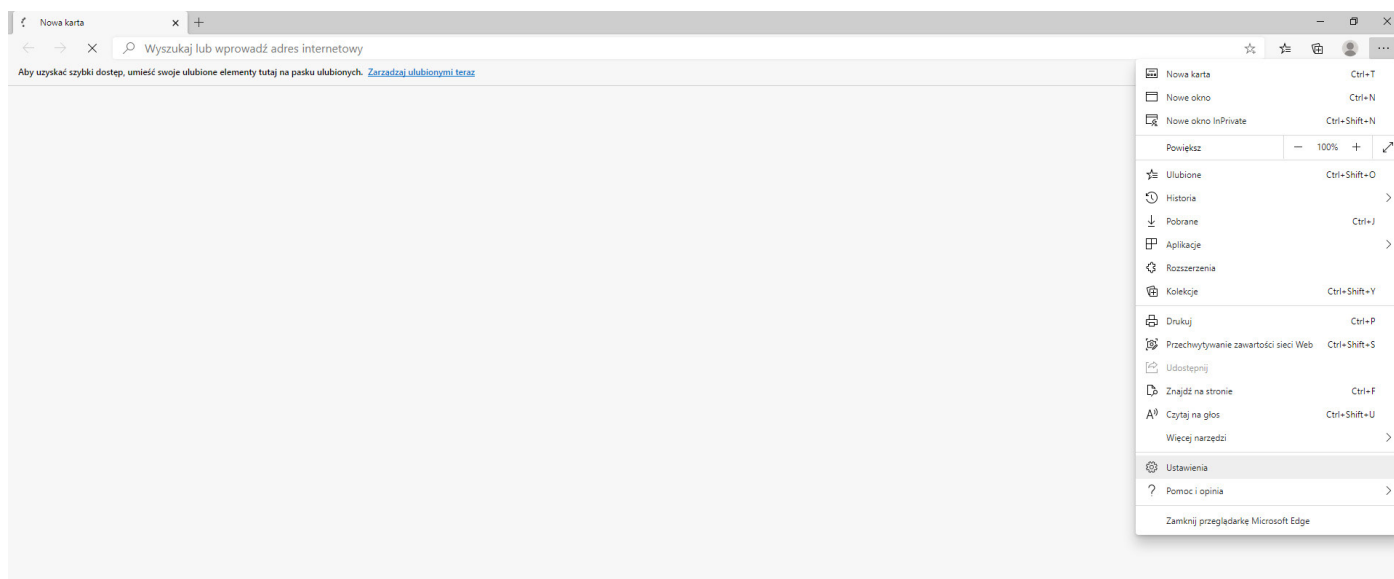 Nowa karta
Wyszukaj lub wprowadź adres internetowy
Aby uzyskać szybki dostęp, umieść swoje ulubione elementy tutaj na pasku ulubionych. Zarządzaj ulubionymi teraz
Nowa karta Ctrl+T
Nowe okno Ctrl+N
Nowe okno InPrivate Ctrl+Shift+N
Powiększ 100%
Ulubione Ctrl+Shift+O
Historia
Pobrane Ctrl+J
Aplikacje
Rozszerzenia
Kolekcje Ctrl+Shift+Y
Drukuj Ctrl+P
Przechwytywanie zawartości sieci Web Ctrl+Shift+S
Udostępnij
Znajdź na stronie Ctrl+F
Czytaj na głos Ctrl+Shift+U
Więcej narzędzi
Ustawienia
Pomoc i opinia
Zamknij przeglądarkę Microsoft Edge